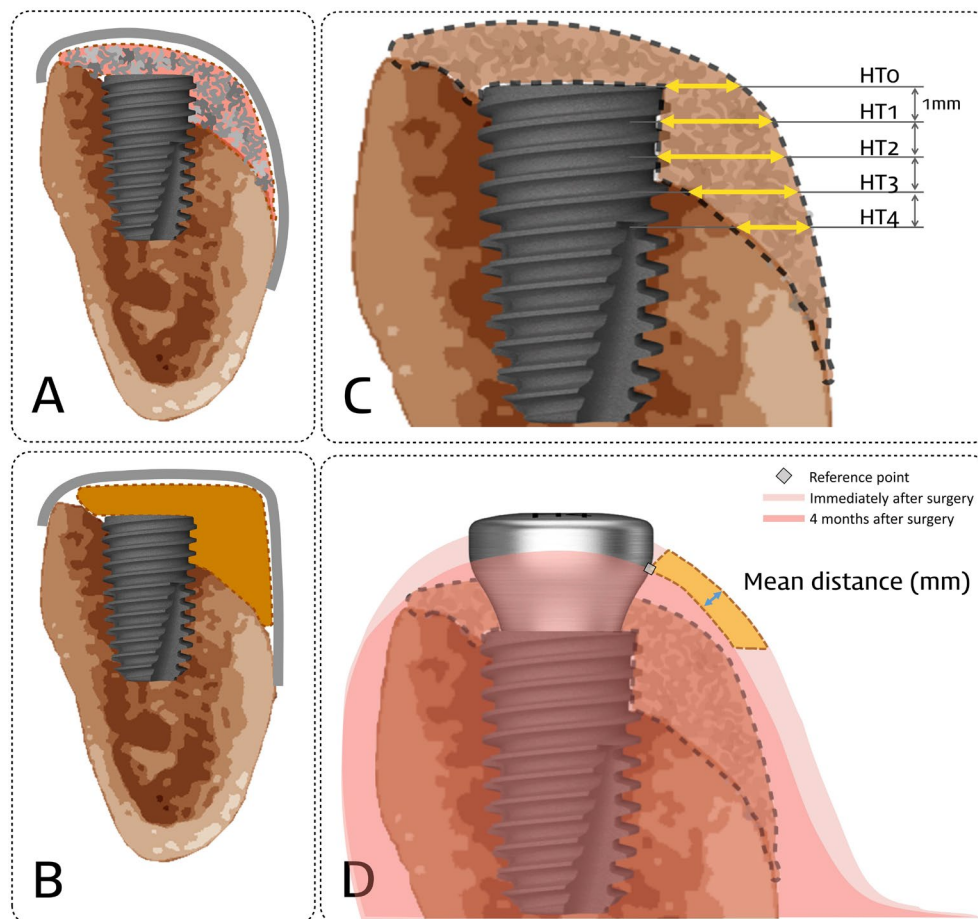 A
C
HT0
HT1
HT2
HT3
HT4
1mm
B
D
Reference point
Immediately after surgery
4 months after surgery
Mean distance (mm)